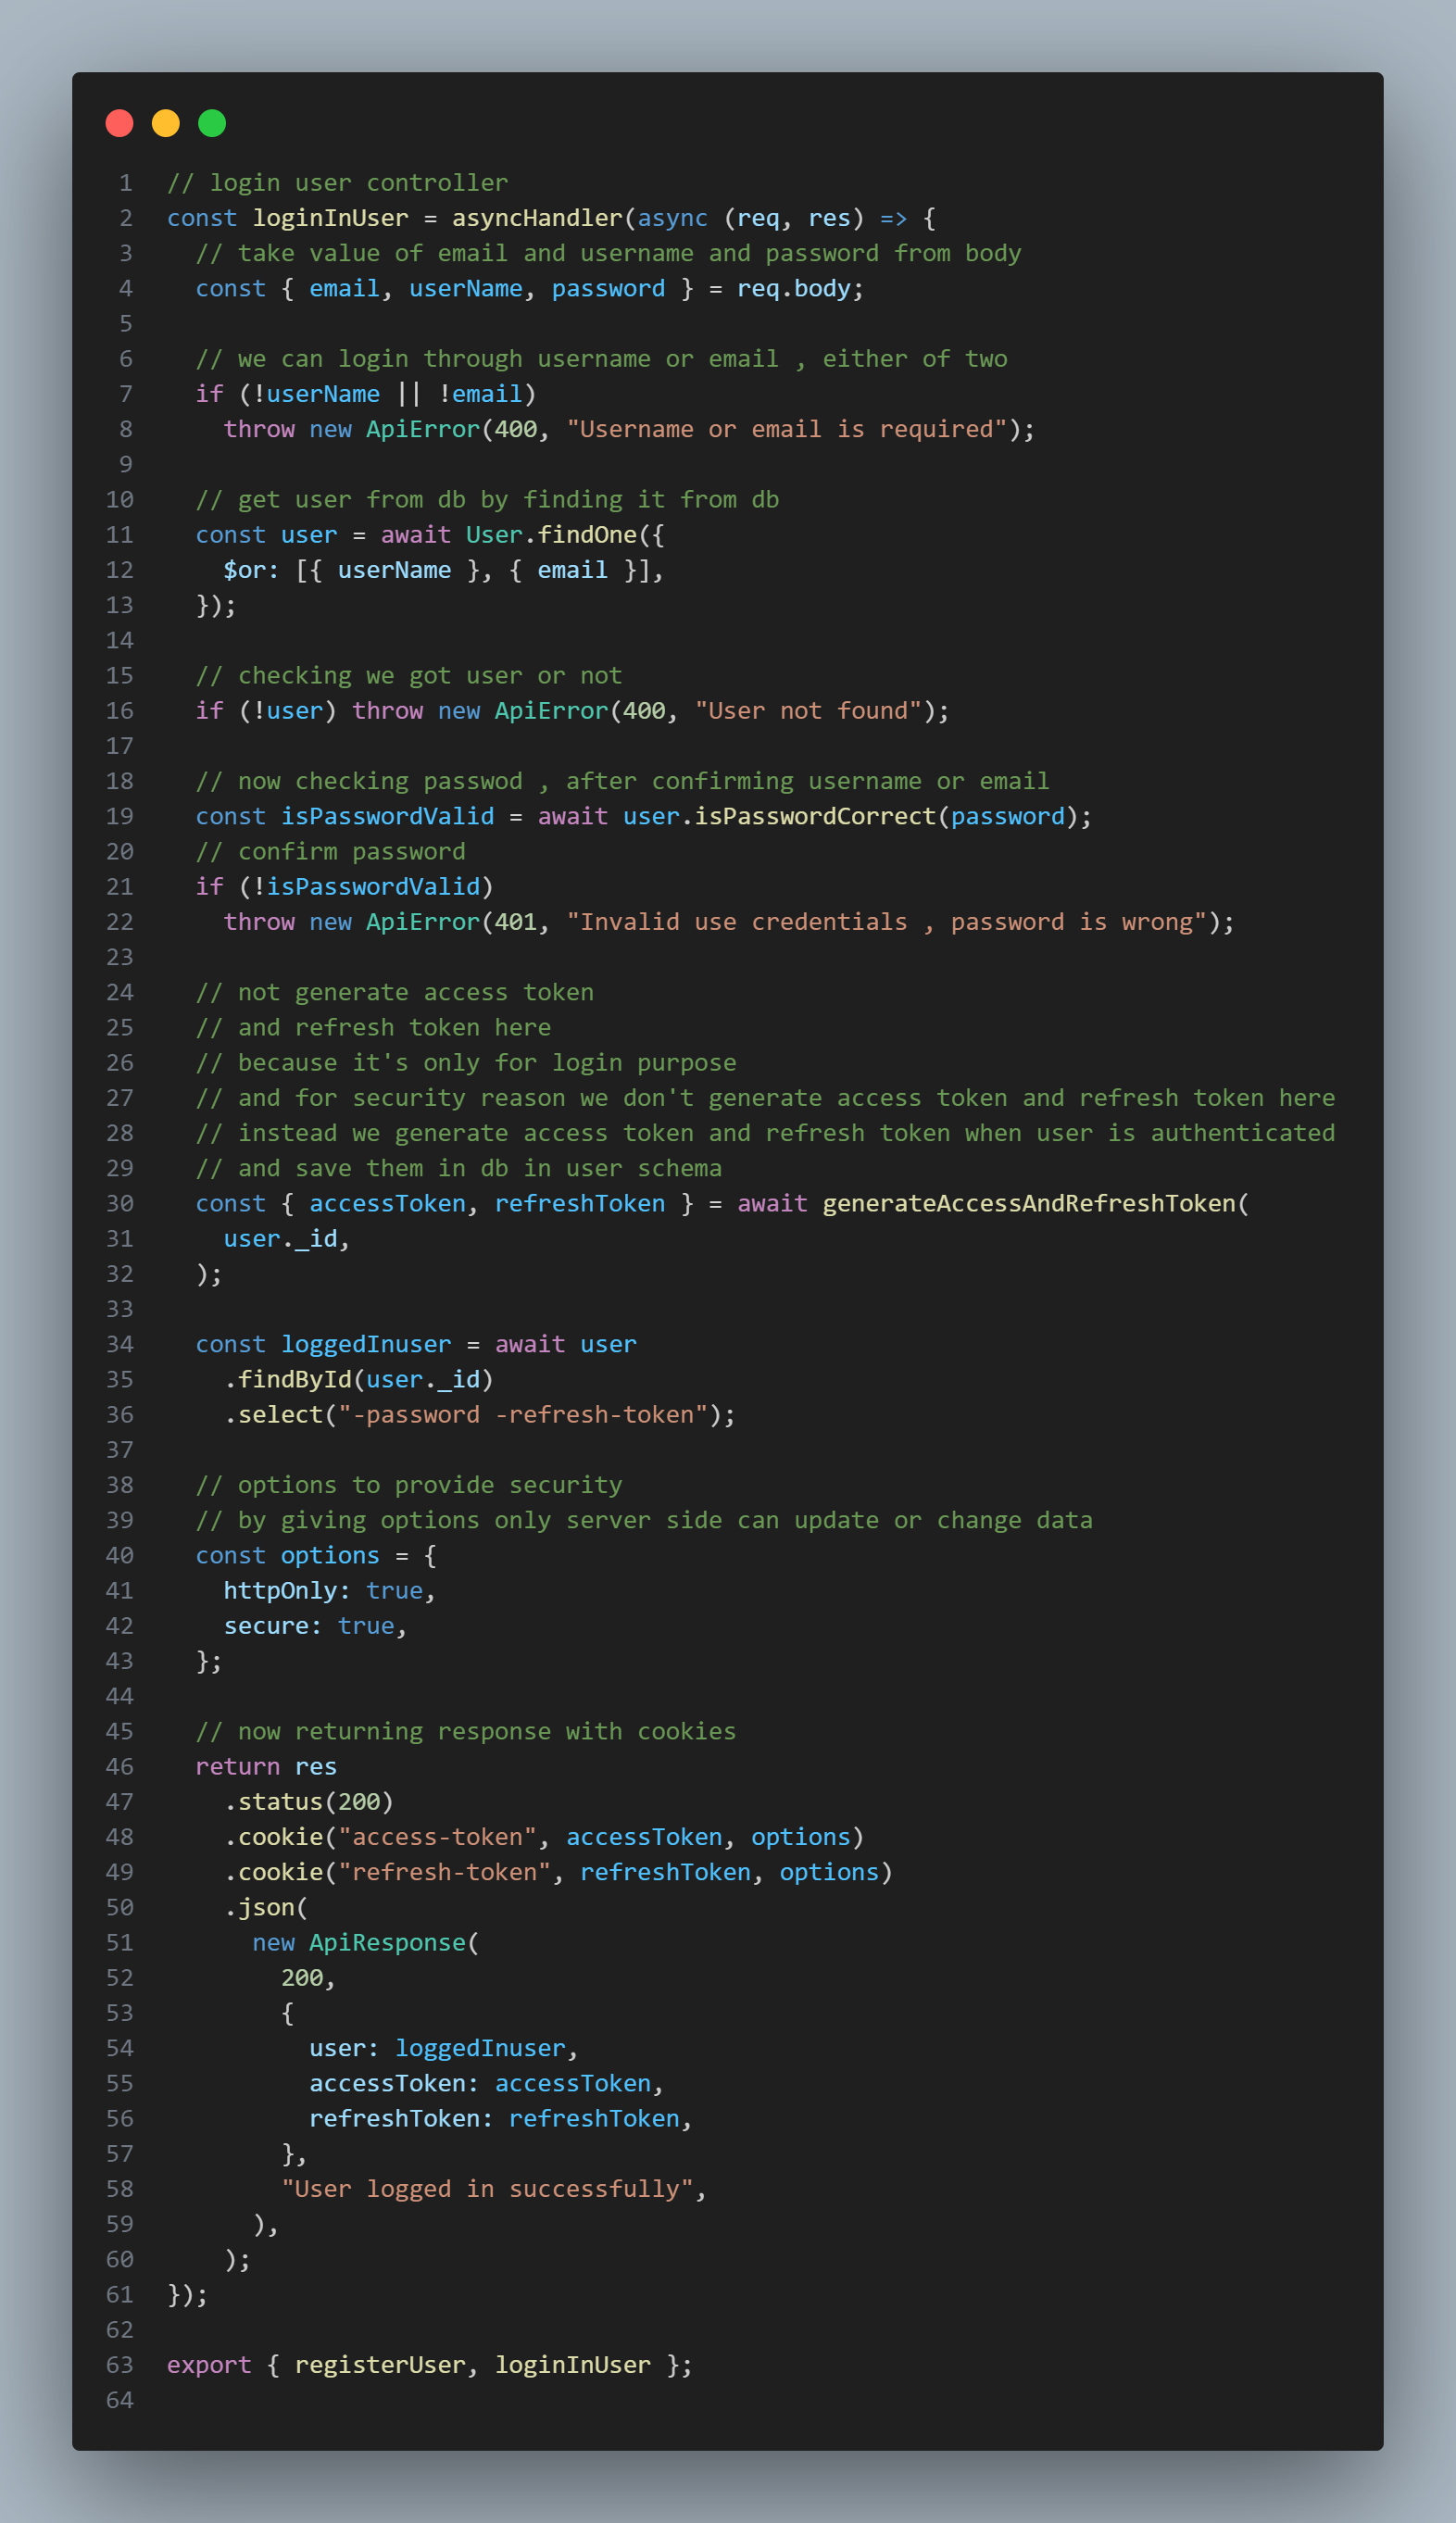 1 // login user controller
2 const loginInUser = asyncHandler(async (req, res) => {
3   // take value of email and username and password from body
4   const { email, userName, password } = req.body;
5
6   // we can login through username or email , either of two
7   if (!userName || !email)
8     throw new ApiError(400, "Username or email is required");
9
10   // get user from db by finding it from db
11   const user = await User.findOne({
12     $or: [{ userName }, { email }],
13   });
14
15   // checking we got user or not
16   if (!user) throw new ApiError(400, "User not found");
17
18   // now checking passwod , after confirming username or email
19   const isPasswordValid = await user.isPasswordCorrect(password);
20   // confirm password
21   if (!isPasswordValid)
22     throw new ApiError(401, "Invalid use credentials , password is wrong");
23
24   // not generate access token
25   // and refresh token here
26   // because it's only for login purpose
27   // and for security reason we don't generate access token and refresh token here
28   // instead we generate access token and refresh token when user is authenticated
29   // and save them in db in user schema
30   const { accessToken, refreshToken } = await generateAccessAndRefreshToken(
31     user._id,
32   );
33
34   const loggedInuser = await user
35     .findById(user._id)
36     .select("-password -refresh-token");
37
38   // options to provide security
39   // by giving options only server side can update or change data
40   const options = {
41     httpOnly: true,
42     secure: true,
43   };
44
45   // now returning response with cookies
46   return res
47     .status(200)
48     .cookie("access-token", accessToken, options)
49     .cookie("refresh-token", refreshToken, options)
50     .json(
51       new ApiResponse(
52         200,
53         {
54           user: loggedInuser,
55           accessToken: accessToken,
56           refreshToken: refreshToken,
57         },
58         "User logged in successfully",
59       ),
60     );
61 });
62
63 export { registerUser, loginInUser };
64